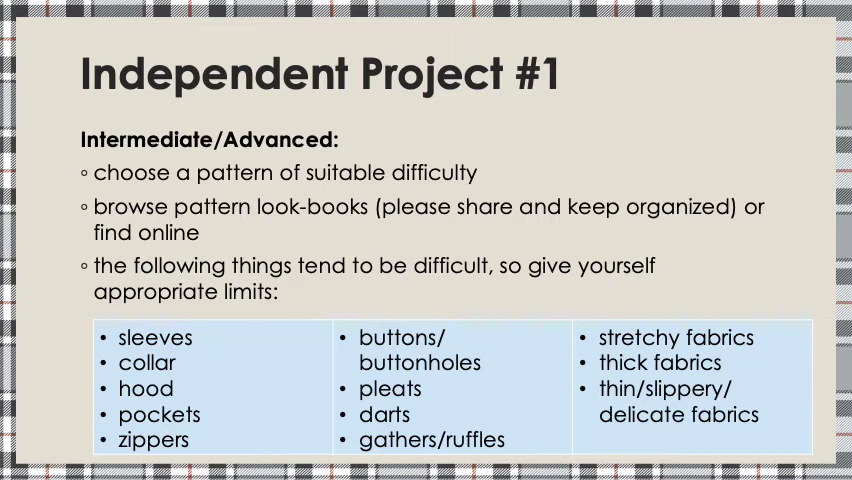 Independent Project #1
Intermediate/Advanced:
◦ choose a pattern of suitable difficulty
◦ browse pattern look-books (please share and keep organized) or
find online
◦ the following things tend to be difficult, so give yourself
appropriate limits:
• sleeves
• collar
• hood
• pockets
• zippers
• buttons/
buttonholes
• pleats
• darts
• gathers/ruffles
• stretchy fabrics
• thick fabrics
• thin/slippery/
delicate fabrics